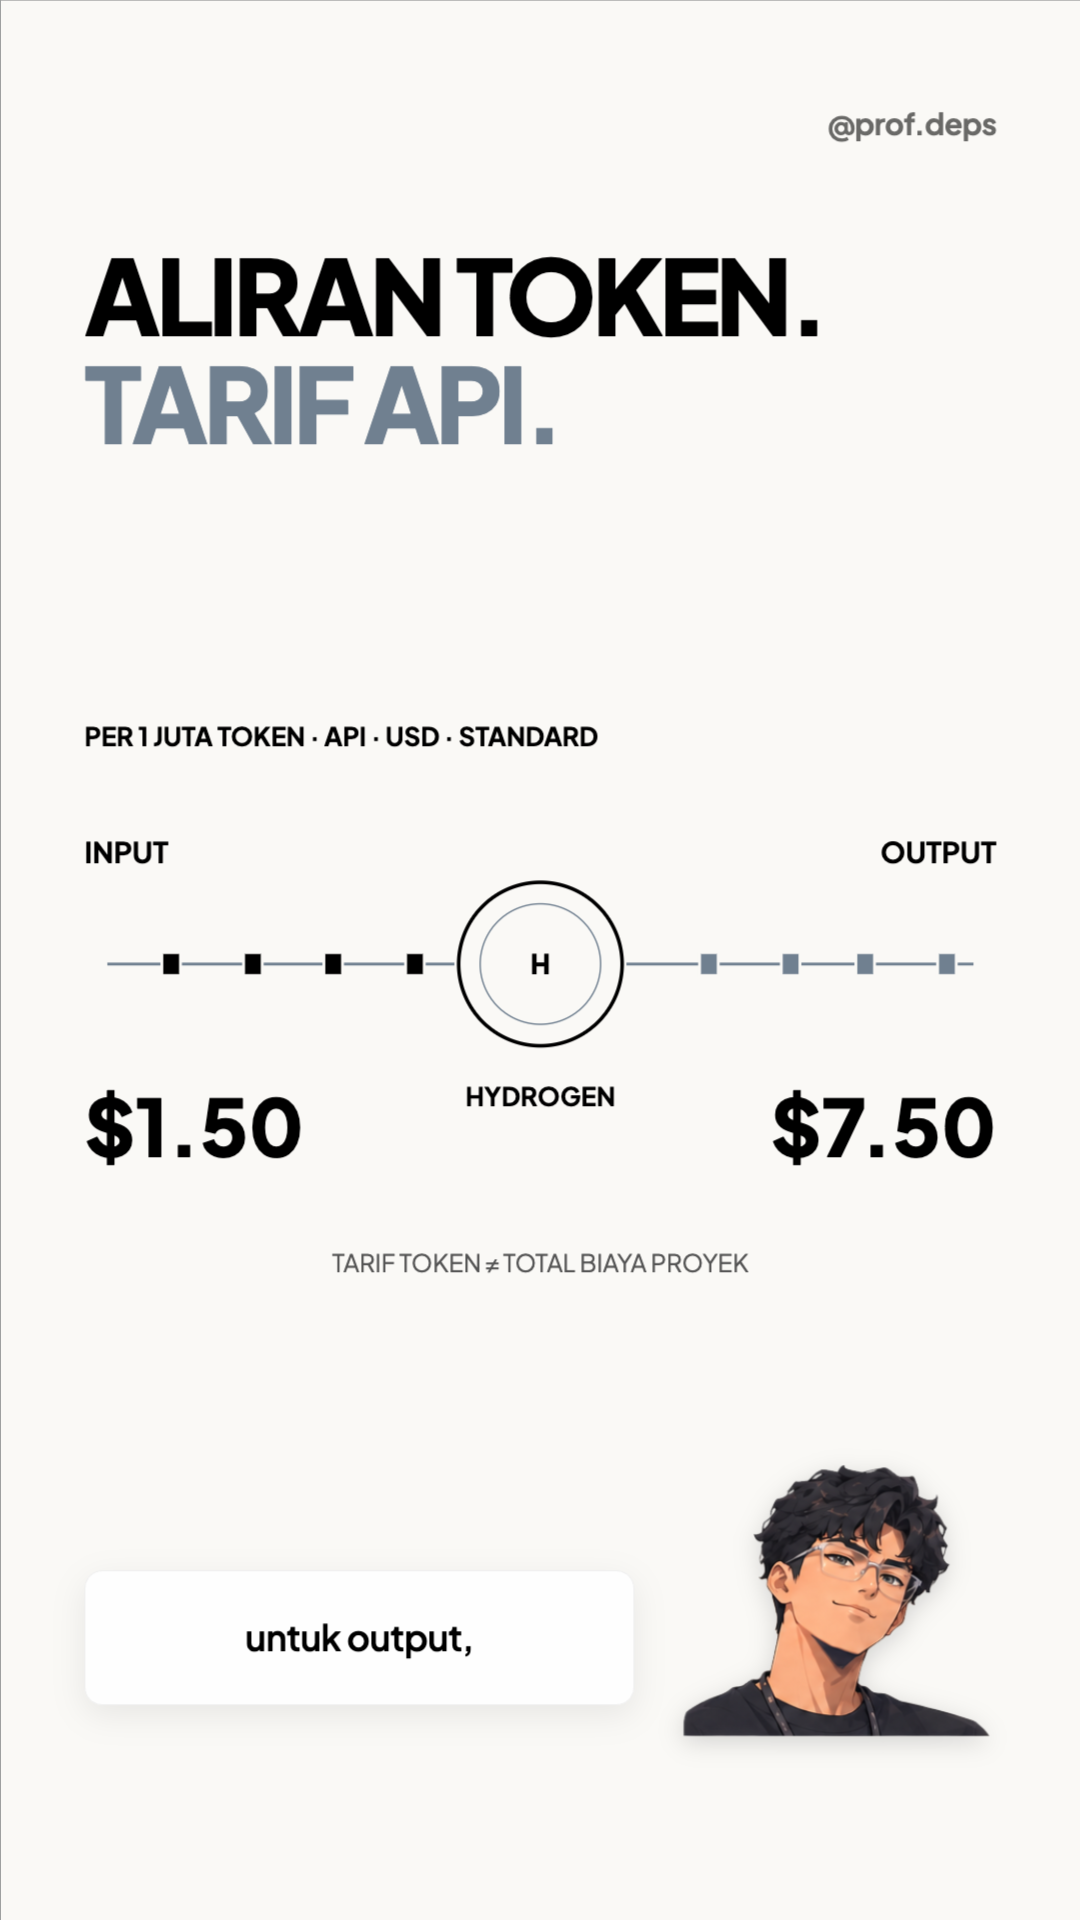 @prof.deps
ALIRAN TOKEN.
TARIF API.
PER 1 JUTA TOKEN · API · USD · STANDARD
INPUT
OUTPUT
H
HYDROGEN
$1.50
$7.50
TARIF TOKEN ≠ TOTAL BIAYA PROYEK
untuk output,